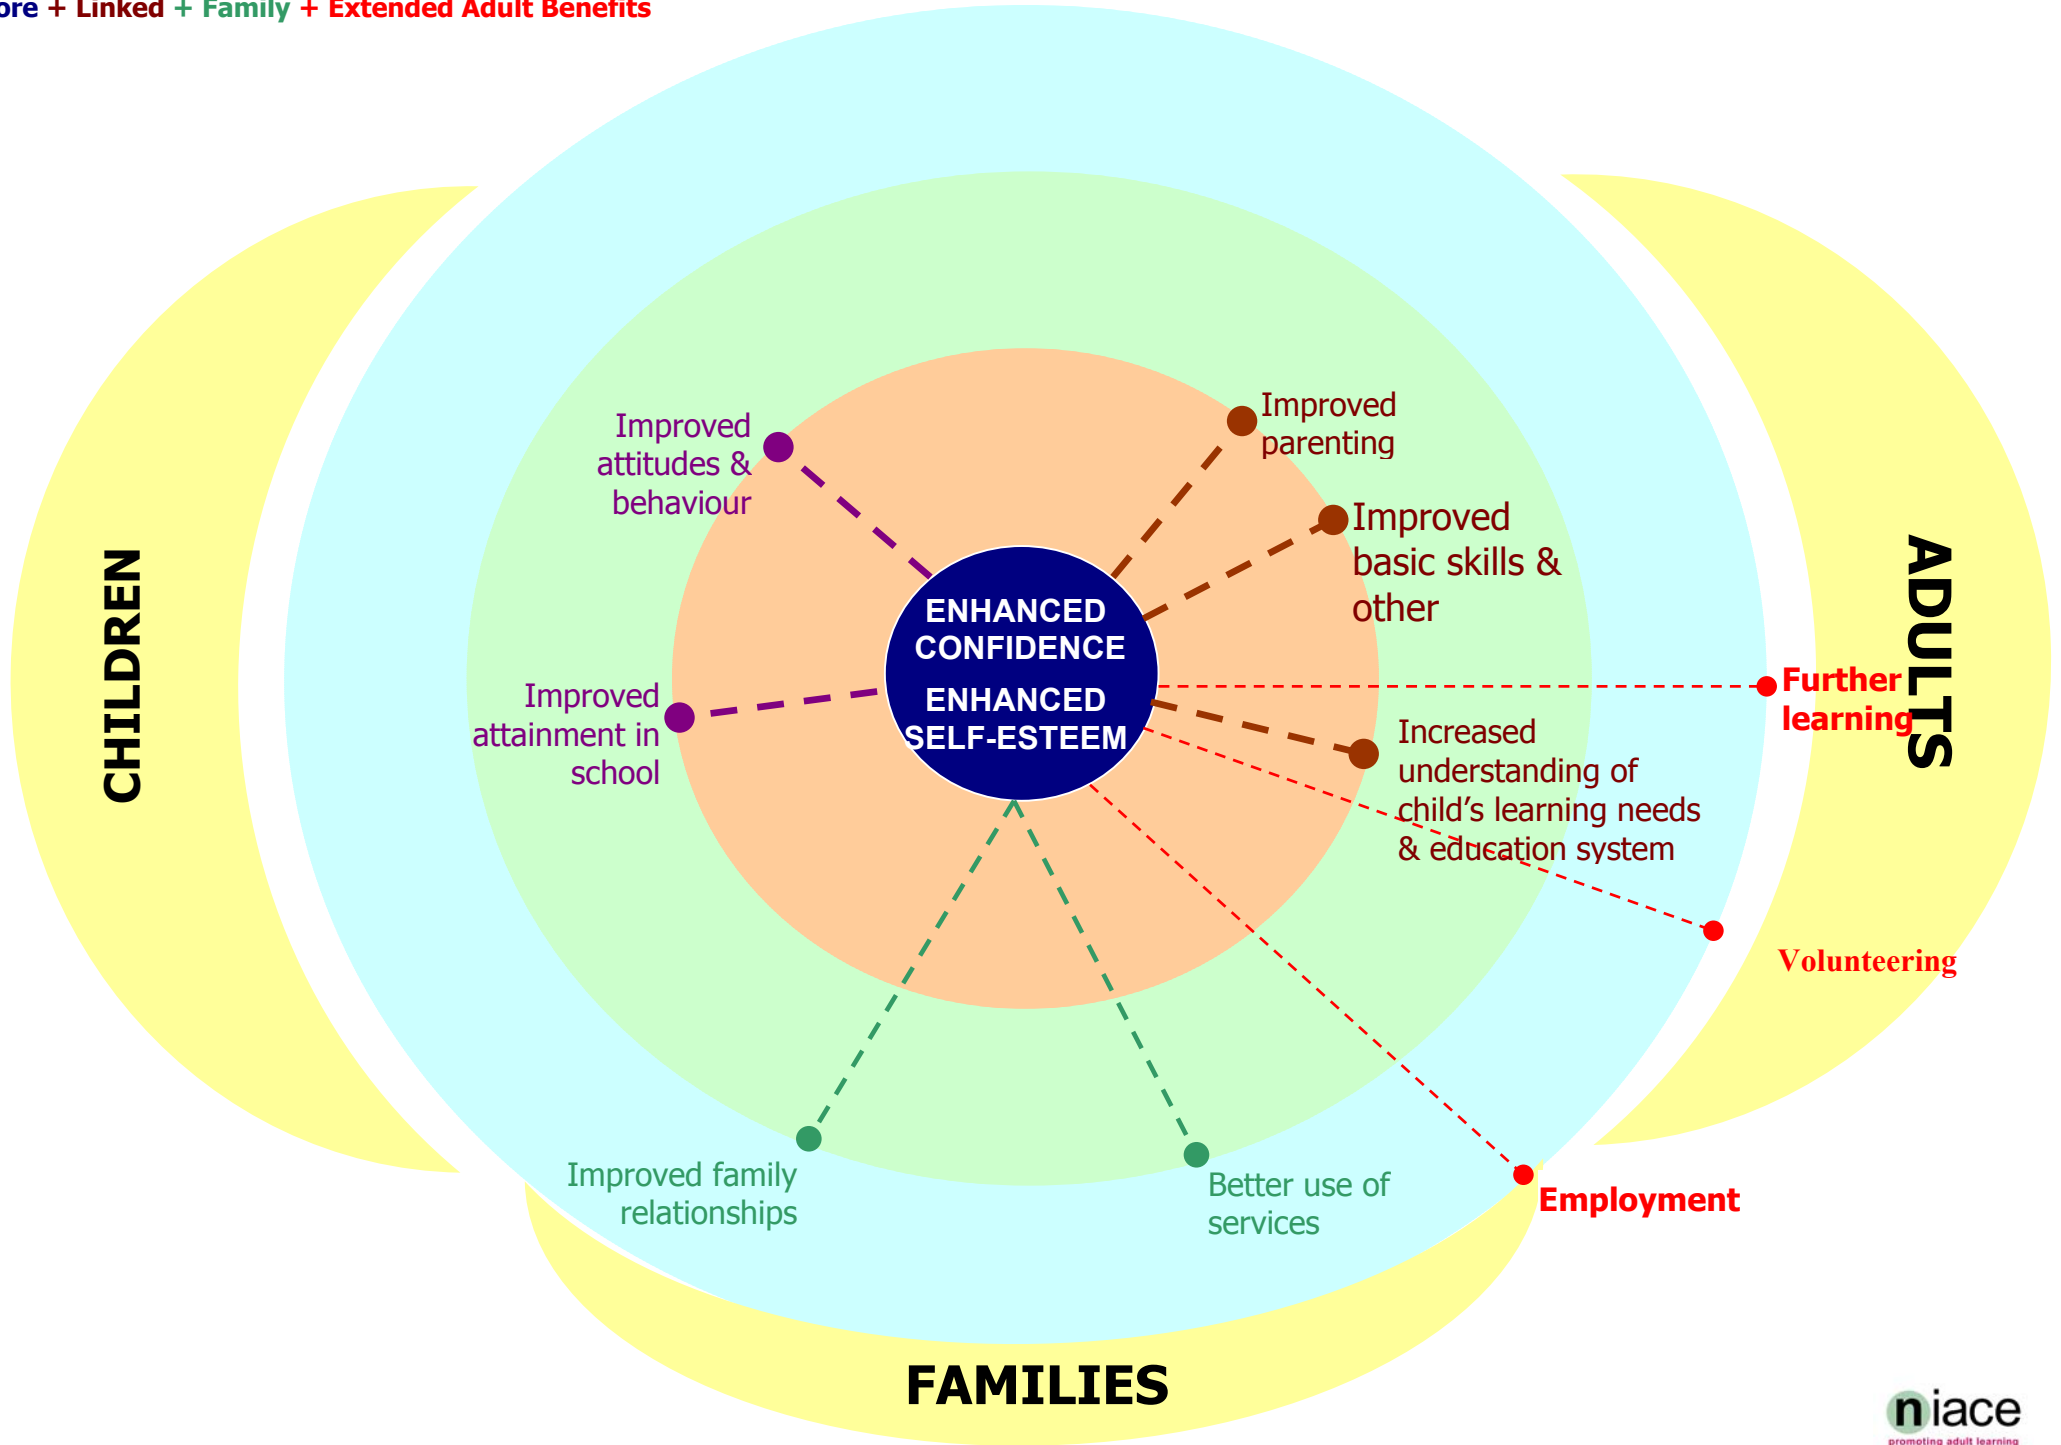 ore + Linked + Family + Extended Adult Benefits
Improved
attitudes &
behaviour
Improved
parenting
Improved
basic skills &
other
CHILDREN
ADULTS
ENHANCED
CONFIDENCE
ENHANCED
SELF-ESTEEM
Improved
attainment in
school
Further
learning
Increased
understanding of
child’s learning needs
& education system
Volunteering
Improved family
relationships
Better use of
services
Employment
FAMILIES
niace
promoting adult learning